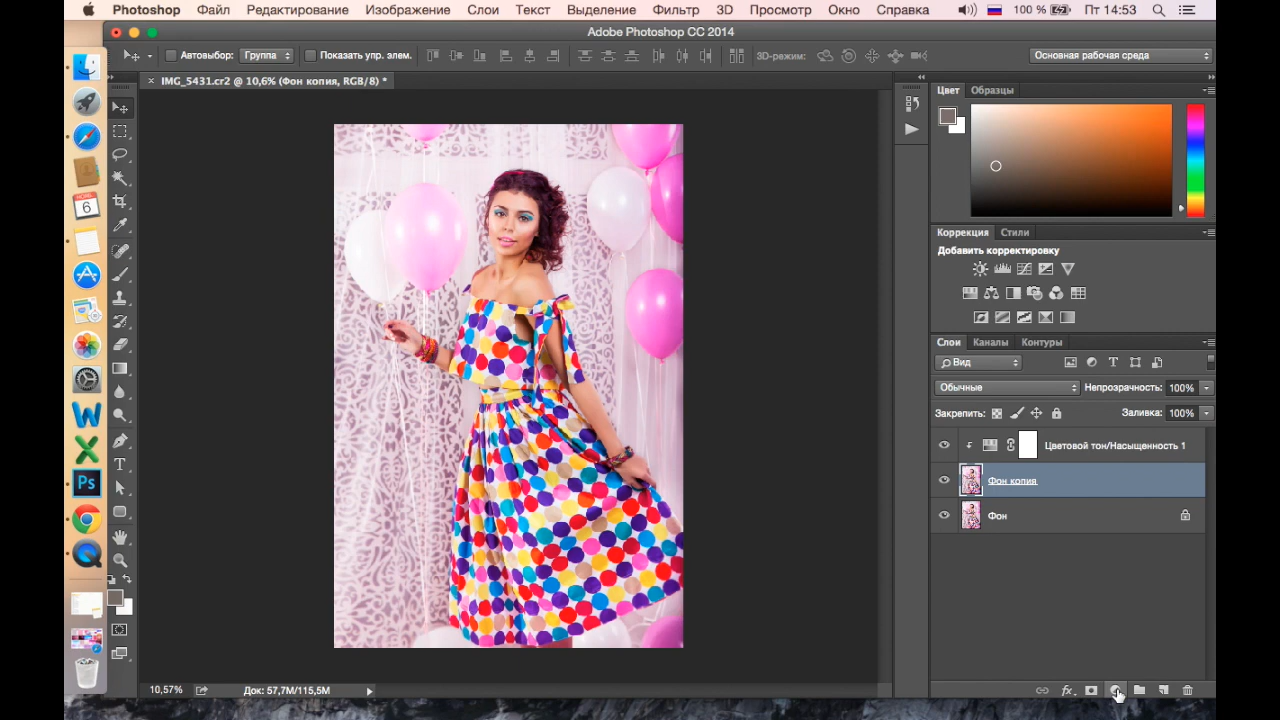 Photoshop Файл Редактирование Изображение Слои Текст Выделение Фильтр 3D Просмотр Окно Справка 100 % Пт 14:53
Adobe Photoshop CC 2014
Автовыбор: Группа Показать упр. элем. 3D-режим: Основная рабочая среда
× IMG_5431.cr2 @ 10,6% (Фон копия, RGB/8) *
Цвет Образцы
Коррекция Стили
Добавить корректировку
Слои Каналы Контуры
Вид
Обычные Непрозрачность: 100%
Закрепить: Заливка: 100%
Цветовой тон/Насыщенность 1
Фон копия
Фон
6
W
X
Ps
T
fx
10,57% Док: 57,7M/115,5M